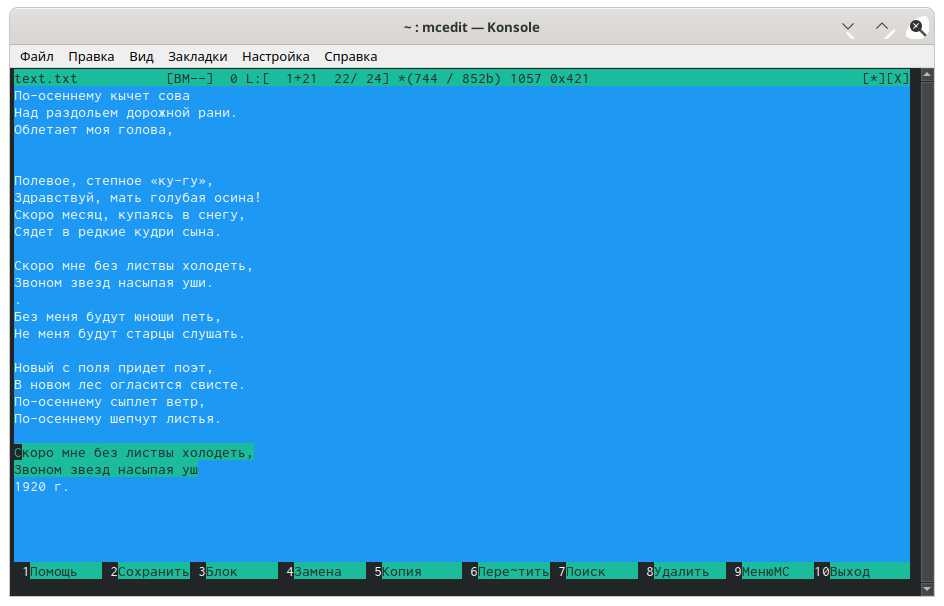 ~ : mcedit — Konsole
Файл Правка Вид Закладки Настройка Справка
text.txt [BM--] 0 L:[ 1+21 22/ 24] *(744 / 852b) 1057 0x421 [*][X]
По-осеннему кычет сова
Над раздольем дорожной рани.
Облетает моя голова,
Полевое, степное «ку-гу»,
Здравствуй, мать голубая осина!
Скоро месяц, купаясь в снегу,
Сядет в редкие кудри сына.
Скоро мне без листвы холодеть,
Звоном звезд насыпая уши.
.
Без меня будут юноши петь,
Не меня будут старцы слушать.
Новый с поля придет поэт,
В новом лес огласится свисте.
По-осеннему сыплет ветр,
По-осеннему шепчут листья.
Скоро мне без листвы холодеть,
Звоном звезд насыпая уш
1920 г.
1Помощь 2Сохранить 3Блок 4Замена 5Копия 6Пере~тить 7Поиск 8Удалить 9МенюMC 10Выход